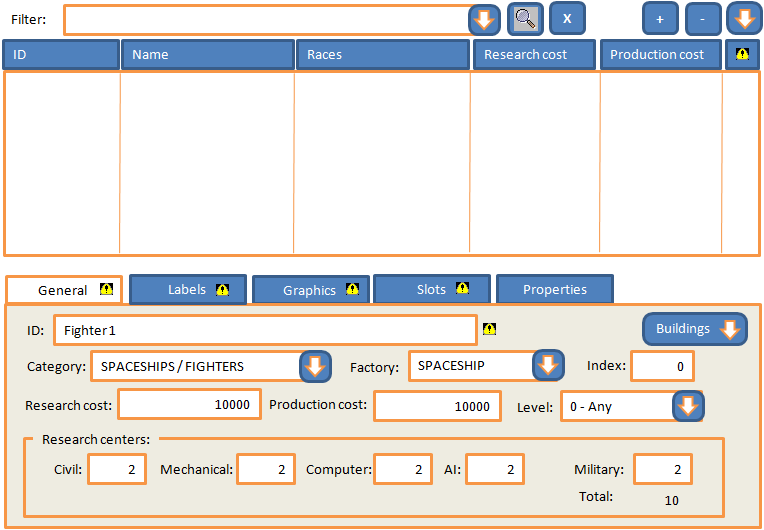 Filter: X + -
ID Name Races Research cost Production cost
General Labels Graphics Slots Properties
ID: Fighter1 Buildings
Category: SPACESHIPS / FIGHTERS Factory: SPACESHIP Index: 0
Research cost: 10000 Production cost: 10000 Level: 0 - Any
Research centers:
Civil: 2 Mechanical: 2 Computer: 2 AI: 2 Military: 2
Total: 10